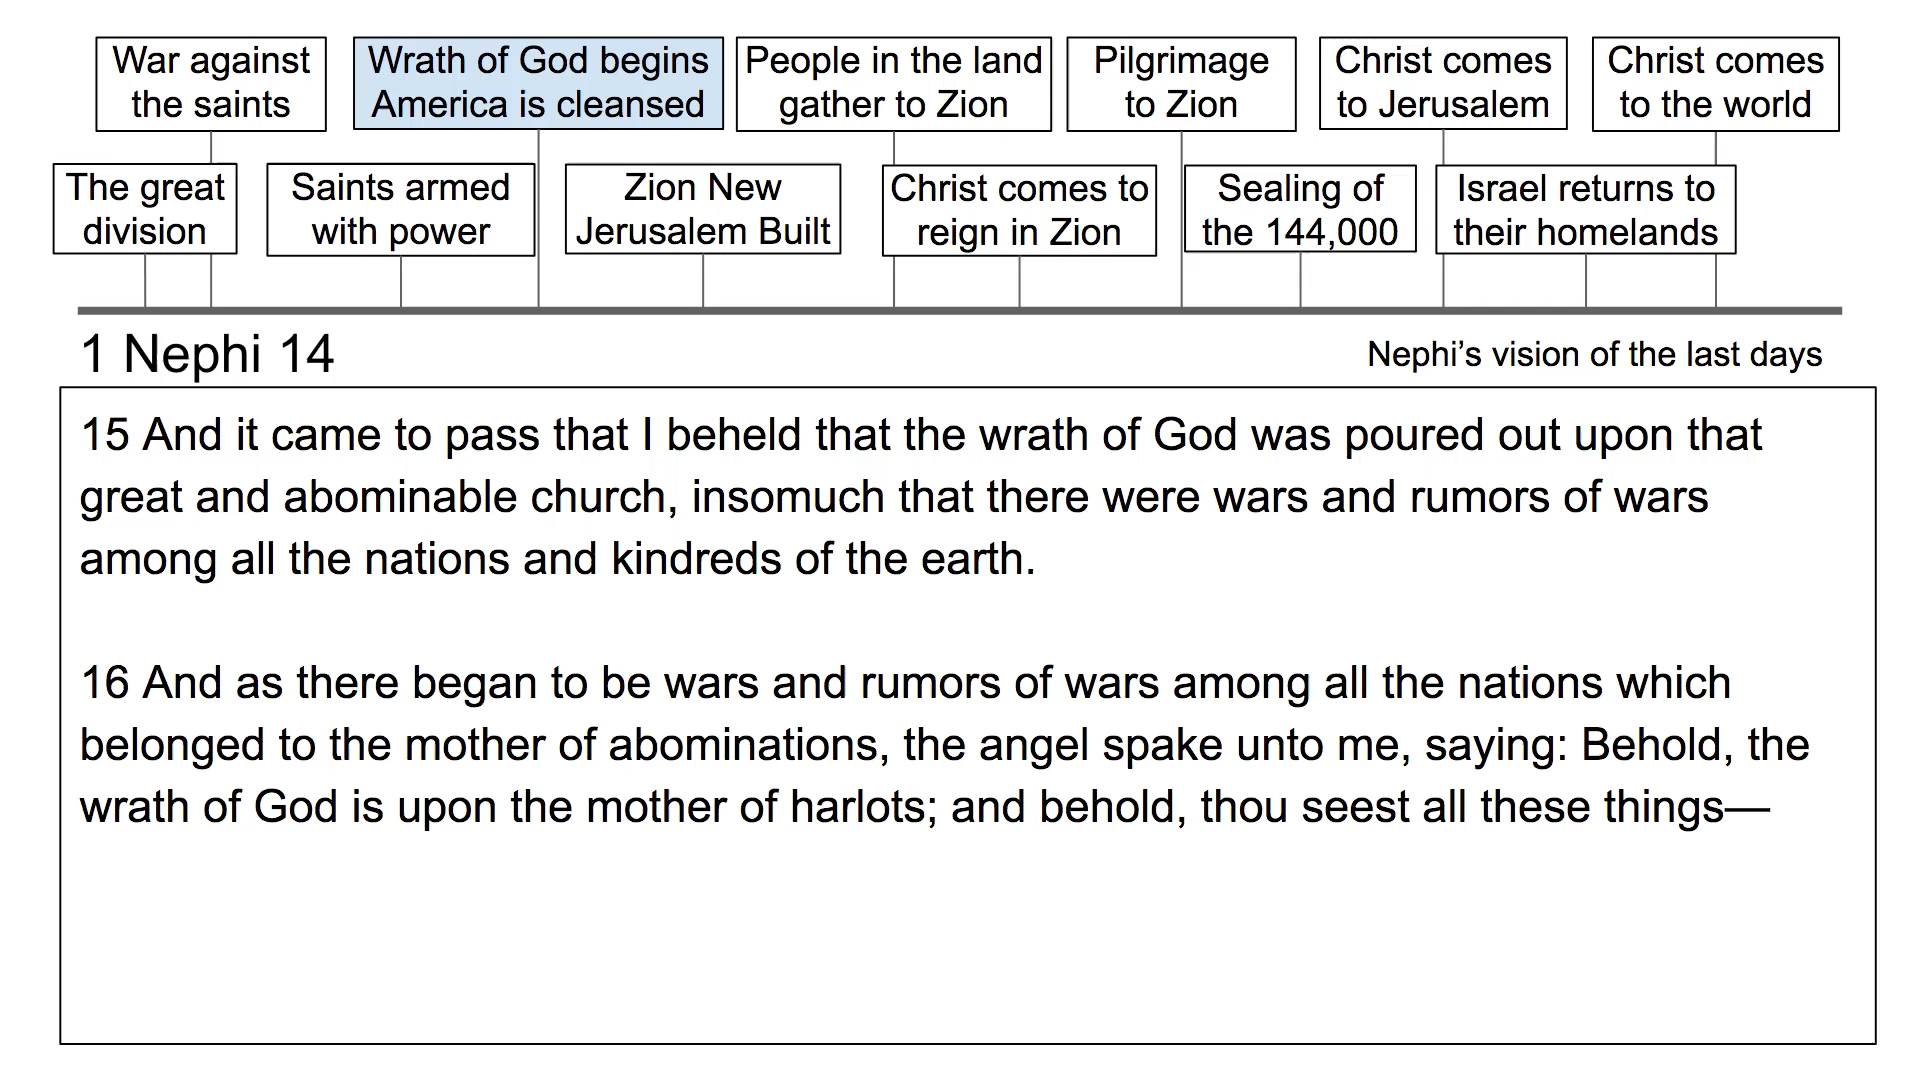 War against
the saints
Wrath of God begins
America is cleansed
People in the land
gather to Zion
Pilgrimage
to Zion
Christ comes
to Jerusalem
Christ comes
to the world
The great
division
Saints armed
with power
Zion New
Jerusalem Built
Christ comes to
reign in Zion
Sealing of
the 144,000
Israel returns to
their homelands
1 Nephi 14
Nephi’s vision of the last days
15 And it came to pass that I beheld that the wrath of God was poured out upon that
great and abominable church, insomuch that there were wars and rumors of wars
among all the nations and kindreds of the earth.
16 And as there began to be wars and rumors of wars among all the nations which
belonged to the mother of abominations, the angel spake unto me, saying: Behold, the
wrath of God is upon the mother of harlots; and behold, thou seest all these things—